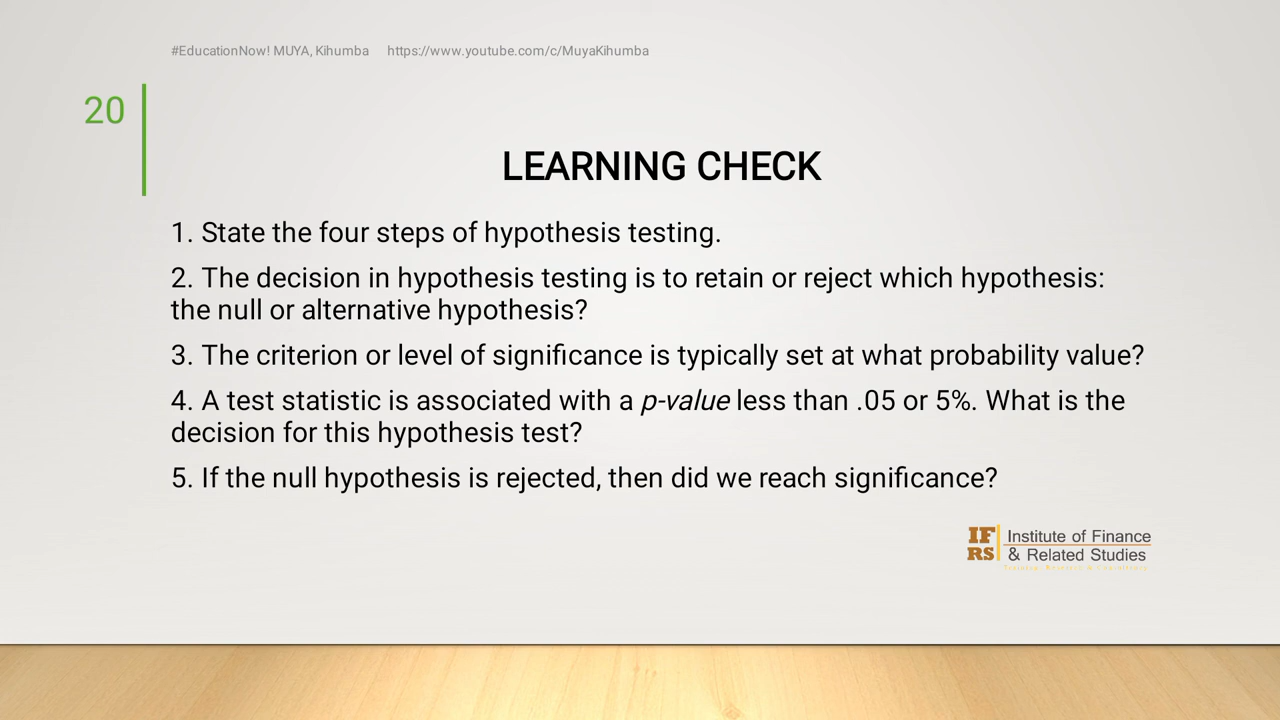 #EducationNow! MUYA, Kihumba https://www.youtube.com/c/MuyaKihumba
20
LEARNING CHECK
1. State the four steps of hypothesis testing.
2. The decision in hypothesis testing is to retain or reject which hypothesis:
the null or alternative hypothesis?
3. The criterion or level of significance is typically set at what probability value?
4. A test statistic is associated with a p-value less than .05 or 5%. What is the
decision for this hypothesis test?
5. If the null hypothesis is rejected, then did we reach significance?
IF
RS
Institute of Finance
& Related Studies